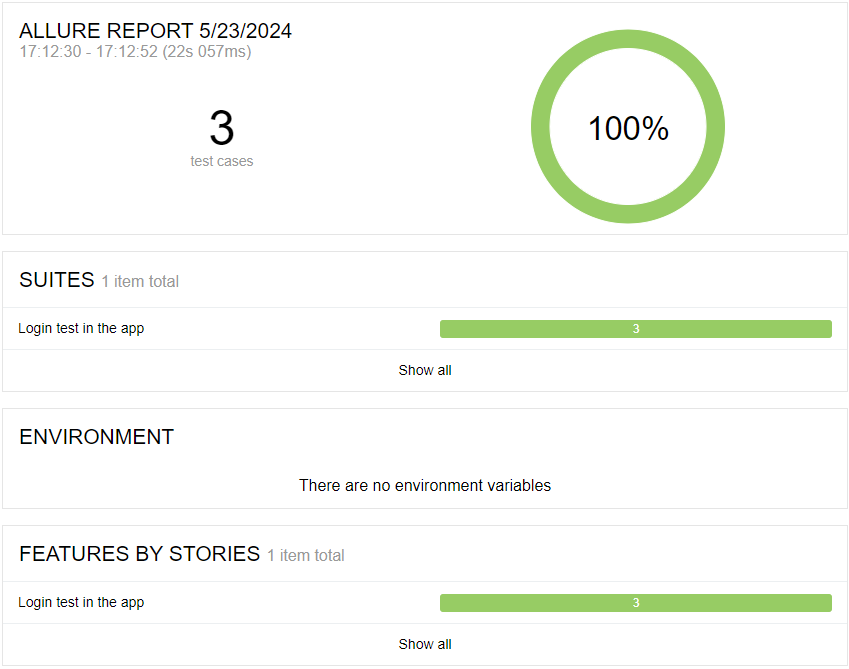 ALLURE REPORT 5/23/2024
17:12:30 - 17:12:52 (22s 057ms)
3
test cases
100%
SUITES 1 item total
Login test in the app 3
Show all
ENVIRONMENT
There are no environment variables
FEATURES BY STORIES 1 item total
Login test in the app 3
Show all